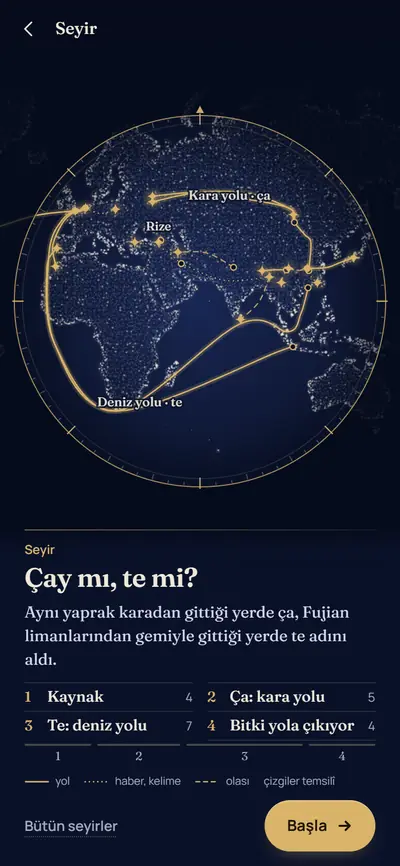 Seyir
Kara yolu · ça
Rize
Deniz yolu · te
Seyir
Çay mı, te mi?
Aynı yaprak karadan gittiği yerde ça, Fujian
limanlarından gemiyle gittiği yerde te adını
aldı.
1 Kaynak 4 2 Ça: kara yolu 5
3 Te: deniz yolu 7 4 Bitki yola çıkıyor 4
1 2 3 4
yol haber, kelime olası çizgiler temsilî
Bütün seyirler Başla →